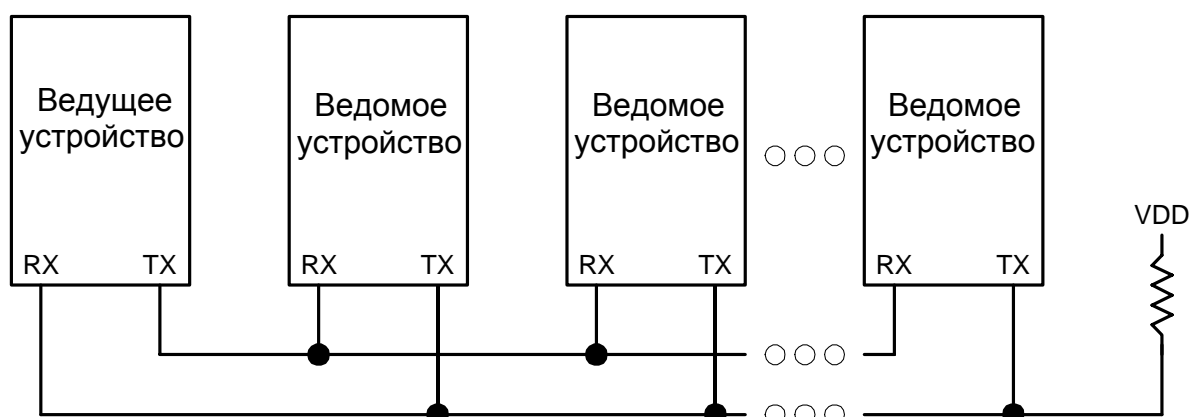 Ведущее
устройство
Ведомое
устройство
Ведомое
устройство
Ведомое
устройство
VDD
RX TX
RX TX
RX TX
RX TX